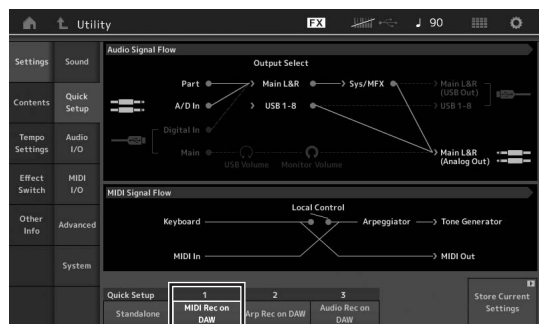 Utility FX 90
Settings
Sound
Contents
Quick Setup
Tempo Settings
Audio I/O
Effect Switch
MIDI I/O
Other Info
Advanced
System
Audio Signal Flow
Output Select
Part Main L&R Sys/MFX Main L&R
(USB Out)
A/D In USB 1-8 USB 1-8
Digital In
Main Main L&R
(Analog Out)
USB Volume Monitor Volume
MIDI Signal Flow
Local Control
Keyboard Arpeggiator Tone Generator
MIDI In MIDI Out
Quick Setup 1 2 3
Standalone MIDI Rec on DAW Arp Rec on DAW Audio Rec on DAW
Store Current Settings